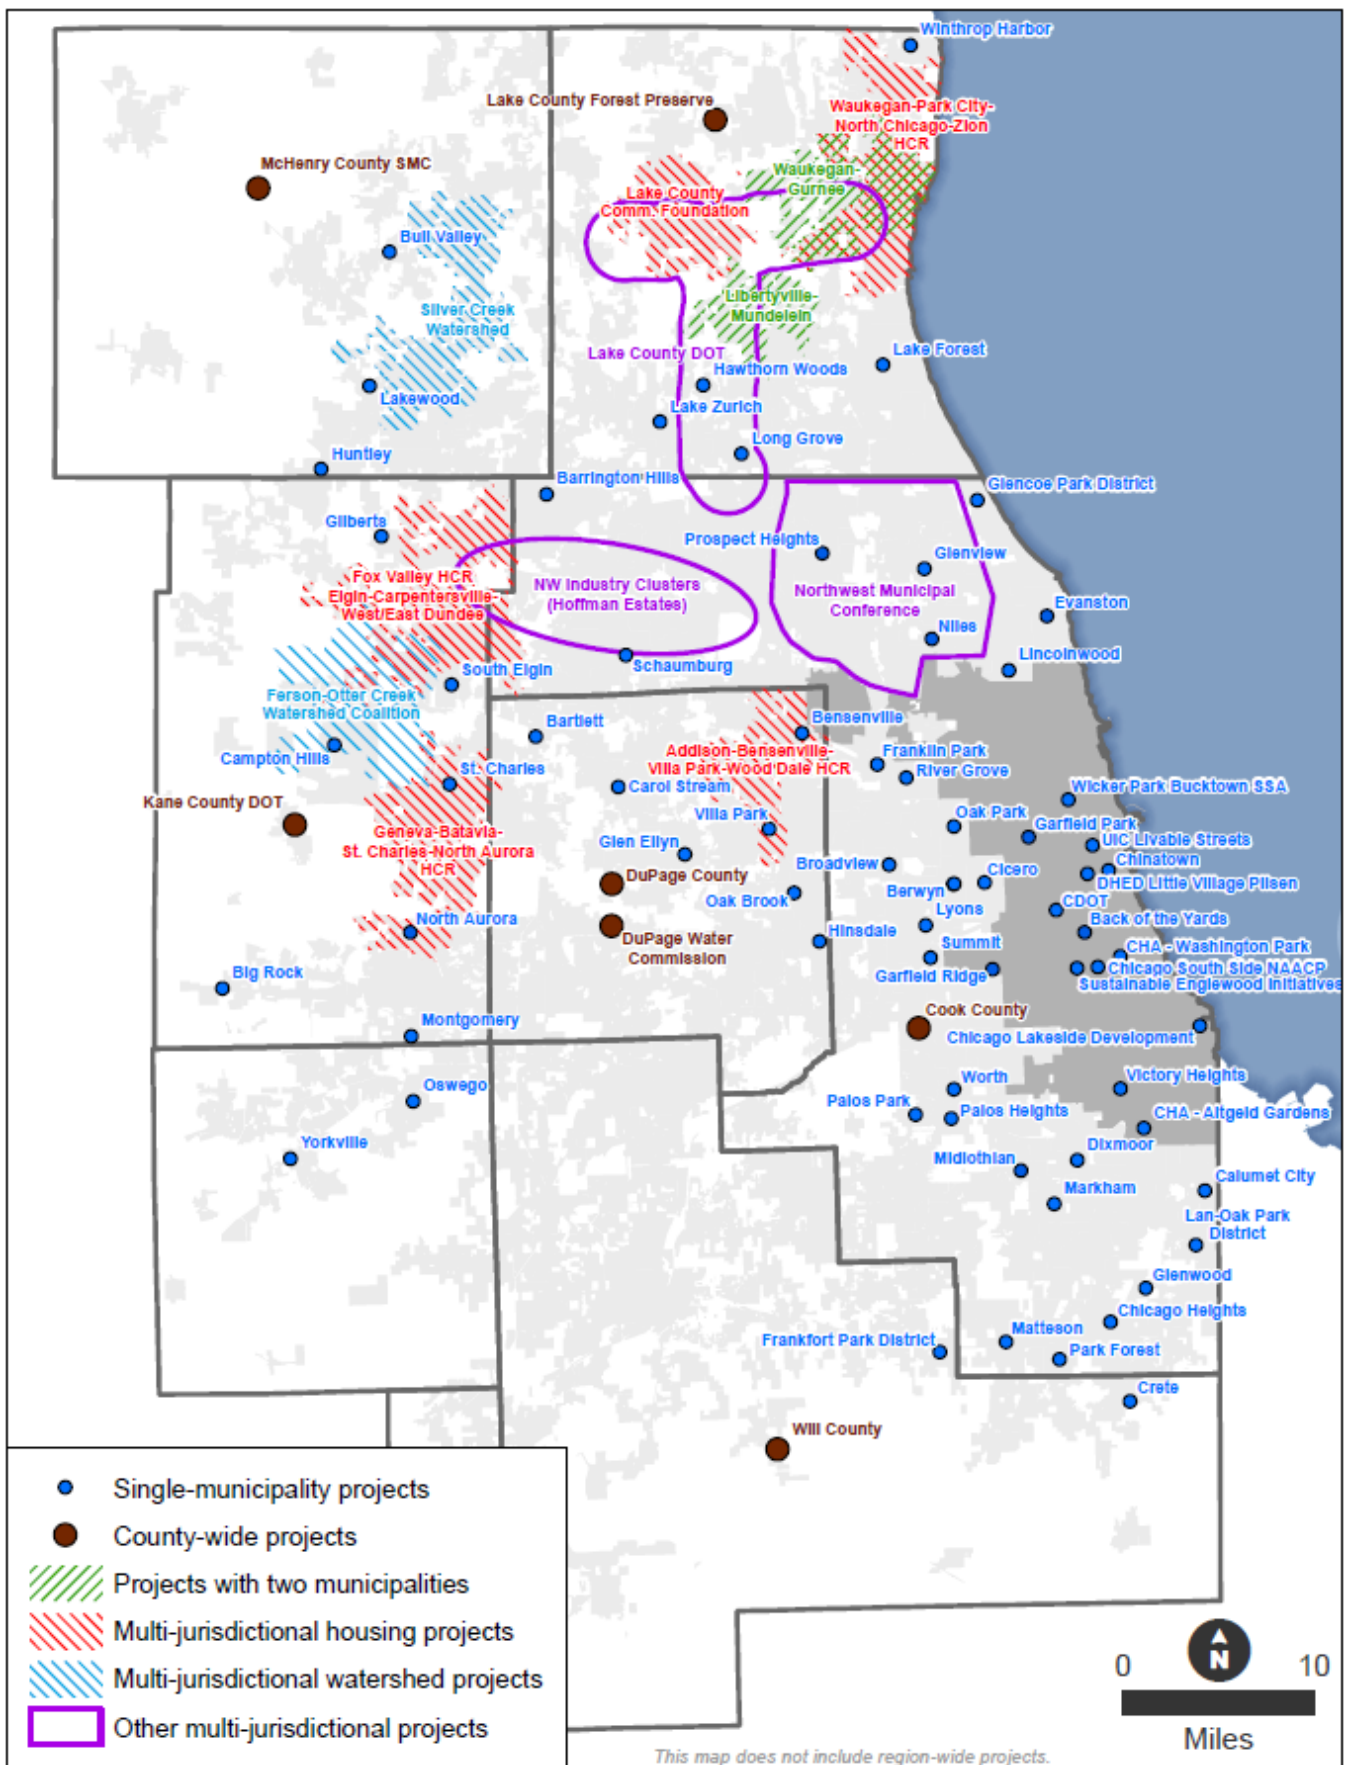 Winthrop Harbor
Lake County Forest Preserve
Waukegan-Park City-
North Chicago-Zion
HCR
McHenry County SMC
Waukegan-
Gurnee
Lake County
Comm. Foundation
Bull Valley
Silver Creek
Watershed
Libertyville-
Mundelein
Lake County DOT
Lake Forest
Hawthorn Woods
Lakewood
Lake Zurich
Long Grove
Huntley
Barrington Hills
Glencoe Park District
Gilberts
Prospect Heights
Glenview
Fox Valley HCR
Elgin-Carpentersville-
West/East Dundee
NW Industry Clusters
(Hoffman Estates)
Northwest Municipal
Conference
Evanston
Niles
Lincolnwood
Schaumburg
South Elgin
Ferson-Otter Creek
Watershed Coalition
Bartlett
Bensenville
Campton Hills
Addison-Bensenville-
Villa Park-Wood Dale HCR
Franklin Park
River Grove
St. Charles
Carol Stream
Wicker Park Bucktown SSA
Kane County DOT
Villa Park
Oak Park
Garfield Park
UIC Livable Streets
Geneva-Batavia-
St. Charles-North Aurora
HCR
Glen Ellyn
Broadview
Cicero
Chinatown
DHED Little Village Pilsen
DuPage County
Oak Brook
Berwyn
CDOT
Lyons
Back of the Yards
North Aurora
DuPage Water
Commission
Hinsdale
Summit
CHA - Washington Park
Big Rock
Garfield Ridge
Chicago South Side NAACP
Sustainable Englewood Initiatives
Cook County
Montgomery
Chicago Lakeside Development
Oswego
Worth
Victory Heights
Palos Park
Palos Heights
CHA - Altgeld Gardens
Yorkville
Midlothian
Dixmoor
Calumet City
Markham
Lan-Oak Park
District
Glenwood
Chicago Heights
Frankfort Park District
Matteson
Park Forest
Crete
Will County
Single-municipality projects
County-wide projects
Projects with two municipalities
Multi-jurisdictional housing projects
Multi-jurisdictional watershed projects
Other multi-jurisdictional projects
N
0 10
Miles
This map does not include region-wide projects.